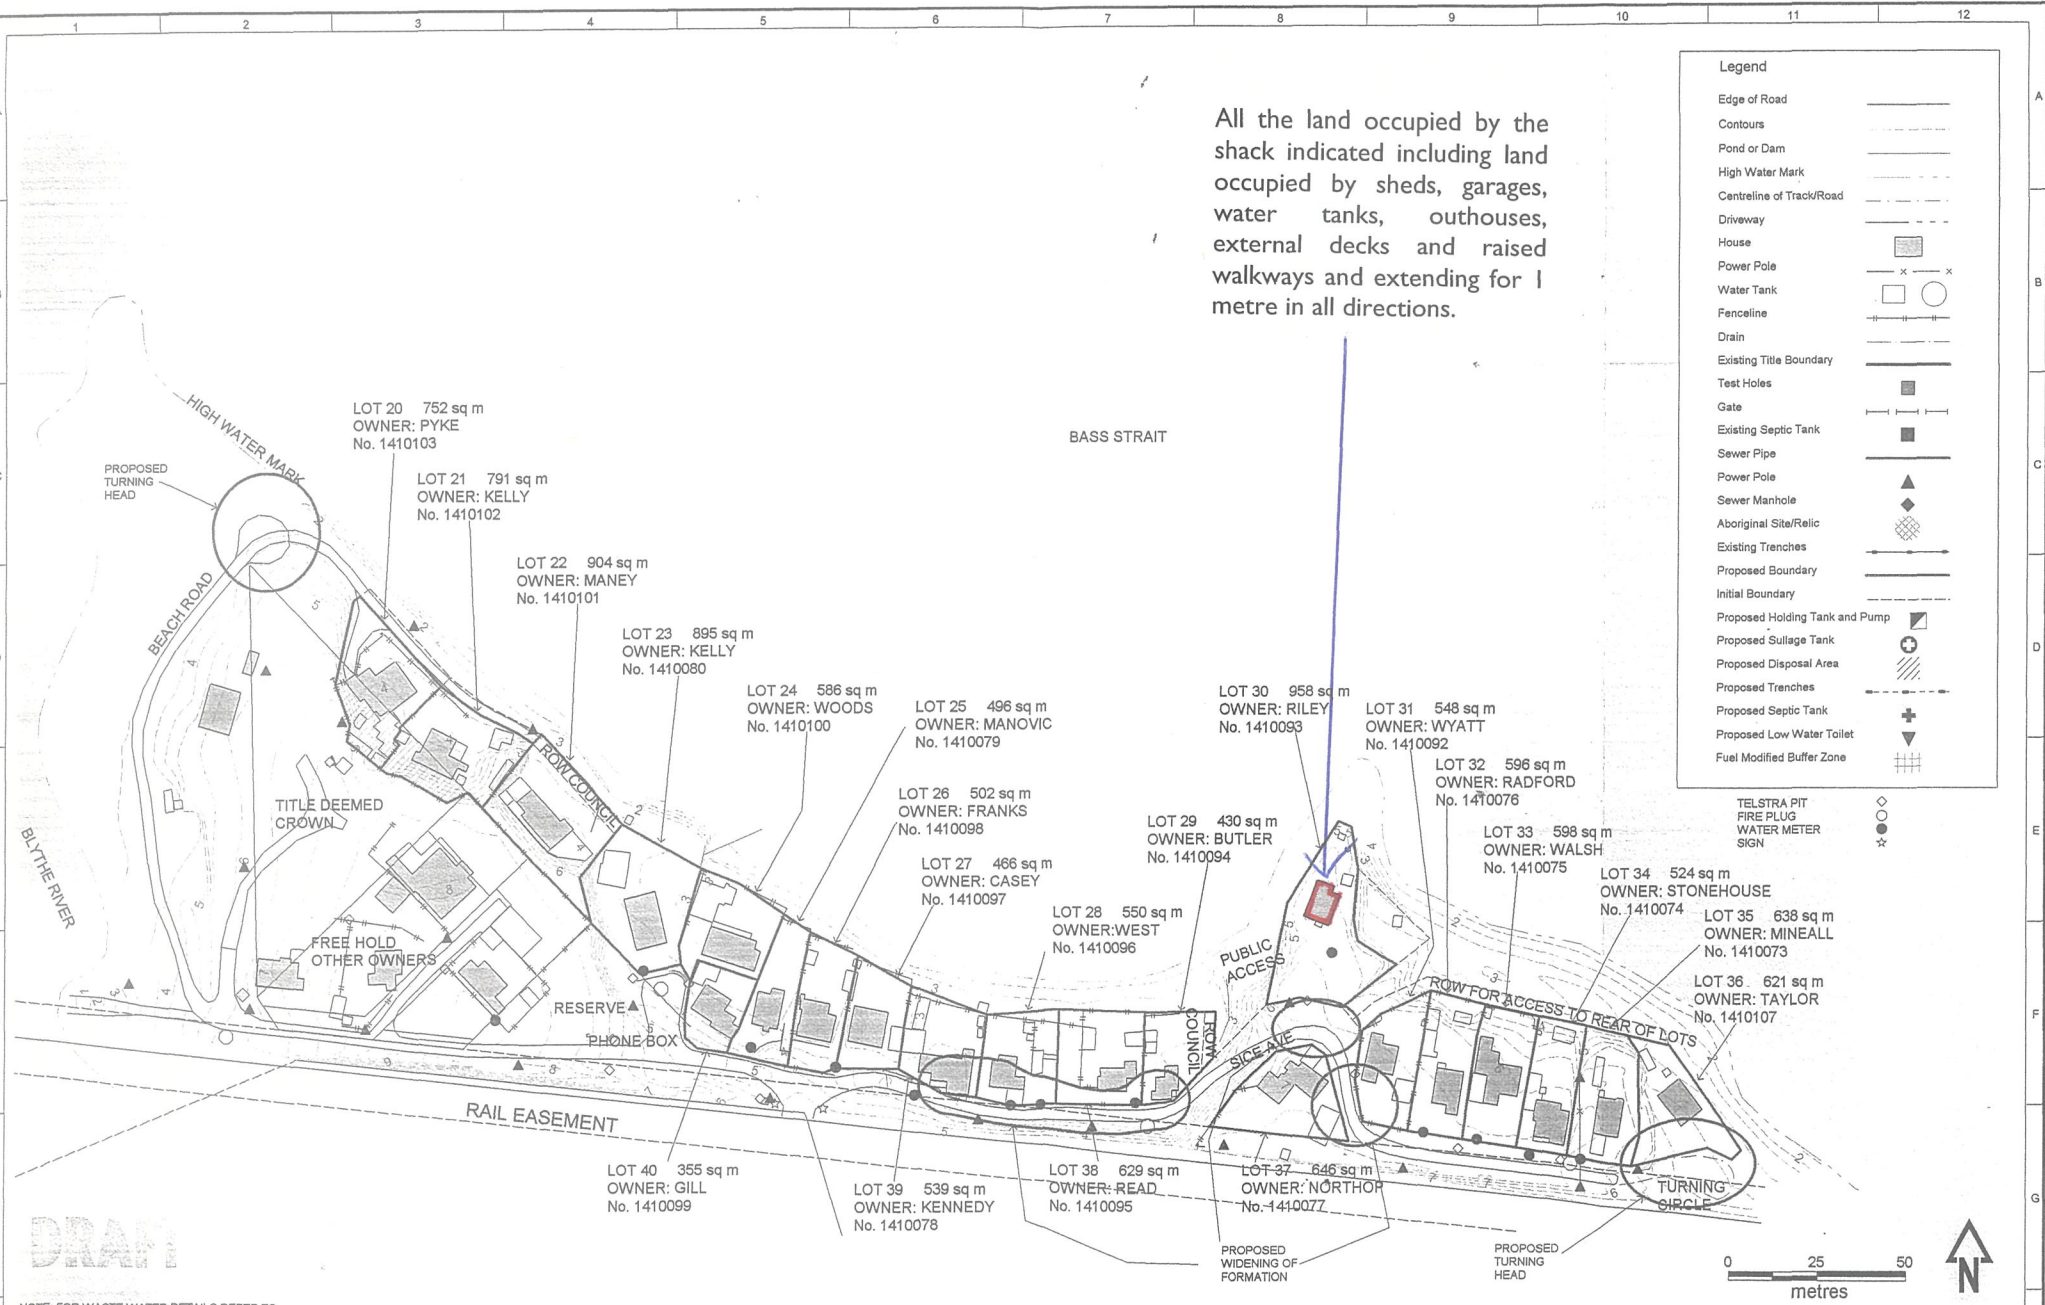 1 2 3 4 5 6 7 8 9 10 11 12
A
B
C
D
E
F
G
All the land occupied by the
shack indicated including land
occupied by sheds, garages,
water tanks, outhouses,
external decks and raised
walkways and extending for 1
metre in all directions.
Legend
Edge of Road
Contours
Pond or Dam
High Water Mark
Centreline of Track/Road
Driveway
House
Power Pole
Water Tank
Fenceline
Drain
Existing Title Boundary
Test Holes
Gate
Existing Septic Tank
Sewer Pipe
Power Pole
Sewer Manhole
Aboriginal Site/Relic
Existing Trenches
Proposed Boundary
Initial Boundary
Proposed Holding Tank and Pump
Proposed Sullage Tank
Proposed Disposal Area
Proposed Trenches
Proposed Septic Tank
Proposed Low Water Toilet
Fuel Modified Buffer Zone
TELSTRA PIT
FIRE PLUG
WATER METER
SIGN
BASS STRAIT
HIGH WATER MARK
PROPOSED
TURNING
HEAD
BEACH ROAD
BLYTHE RIVER
LOT 20 752 sq m
OWNER: PYKE
No. 1410103
LOT 21 791 sq m
OWNER: KELLY
No. 1410102
LOT 22 904 sq m
OWNER: MANEY
No. 1410101
LOT 23 895 sq m
OWNER: KELLY
No. 1410080
LOT 24 586 sq m
OWNER: WOODS
No. 1410100
LOT 25 496 sq m
OWNER: MANOVIC
No. 1410079
LOT 26 502 sq m
OWNER: FRANKS
No. 1410098
LOT 27 466 sq m
OWNER: CASEY
No. 1410097
LOT 28 550 sq m
OWNER:WEST
No. 1410096
LOT 29 430 sq m
OWNER: BUTLER
No. 1410094
LOT 30 958 sq m
OWNER: RILEY
No. 1410093
LOT 31 548 sq m
OWNER: WYATT
No. 1410092
LOT 32 596 sq m
OWNER: RADFORD
No. 1410076
LOT 33 598 sq m
OWNER: WALSH
No. 1410075
LOT 34 524 sq m
OWNER: STONEHOUSE
No. 1410074
LOT 35 638 sq m
OWNER: MINEALL
No. 1410073
LOT 36 621 sq m
OWNER: TAYLOR
No. 1410107
ROW COUNCIL
TITLE DEEMED
CROWN
FREE HOLD
OTHER OWNERS
RESERVE
PHONE BOX
PUBLIC
ACCESS
ROW
COUNCIL
SICE AVE
ROW FOR ACCESS TO REAR OF LOTS
RAIL EASEMENT
LOT 40 355 sq m
OWNER: GILL
No. 1410099
LOT 39 539 sq m
OWNER: KENNEDY
No. 1410078
LOT 38 629 sq m
OWNER: READ
No. 1410095
LOT 37 646 sq m
OWNER: NORTHOP
No. 1410077
TURNING
CIRCLE
PROPOSED
WIDENING OF
FORMATION
PROPOSED
TURNING
HEAD
0 25 50
metres
N
DRAFT